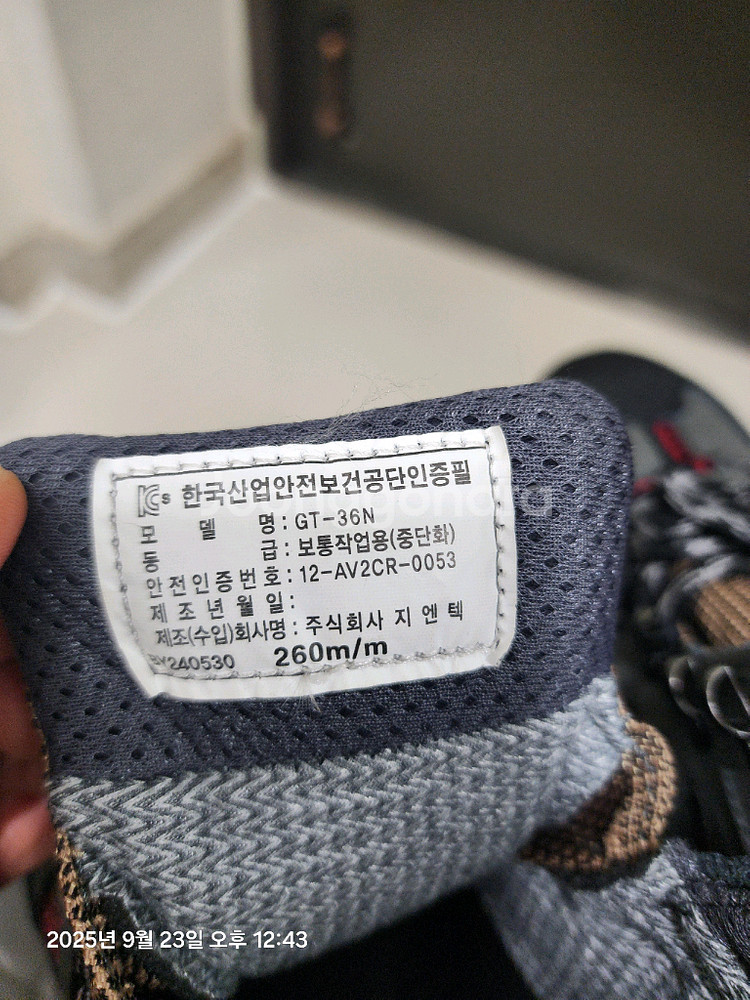 KCs 한국산업안전보건공단인증필
모 델 명 : GT-36N
등 급 : 보통작업용(중단화)
안전인증번호 : 12-AV2CR-0053
제조년월일 :
제조(수입)회사명 : 주식회사 지엔텍
240530 260m/m
2025년 9월 23일 오후 12:43